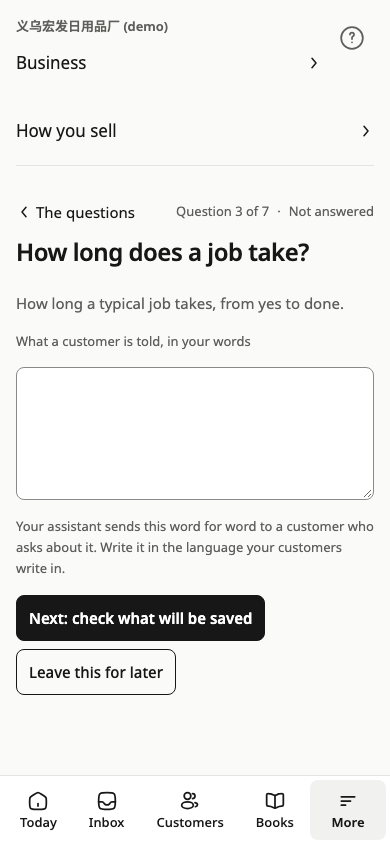 义乌宏发日用品厂 (demo)
Business
How you sell
The questions
Question 3 of 7 · Not answered
How long does a job take?
How long a typical job takes, from yes to done.
What a customer is told, in your words
Your assistant sends this word for word to a customer who
asks about it. Write it in the language your customers
write in.
Next: check what will be saved
Leave this for later
Today
Inbox
Customers
Books
More